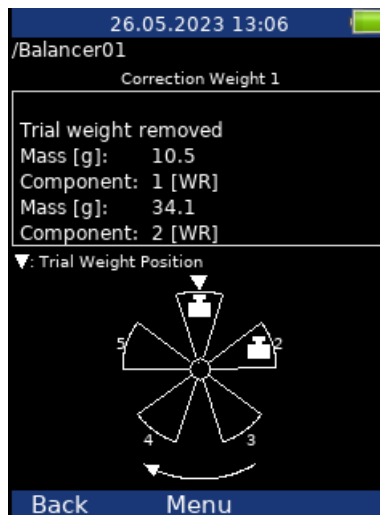 26.05.2023 13:06
/Balancer01
Correction Weight 1
Trial weight removed
Mass [g]: 10.5
Component: 1 [WR]
Mass [g]: 34.1
Component: 2 [WR]
▼: Trial Weight Position
5
2
4
3
Back Menu